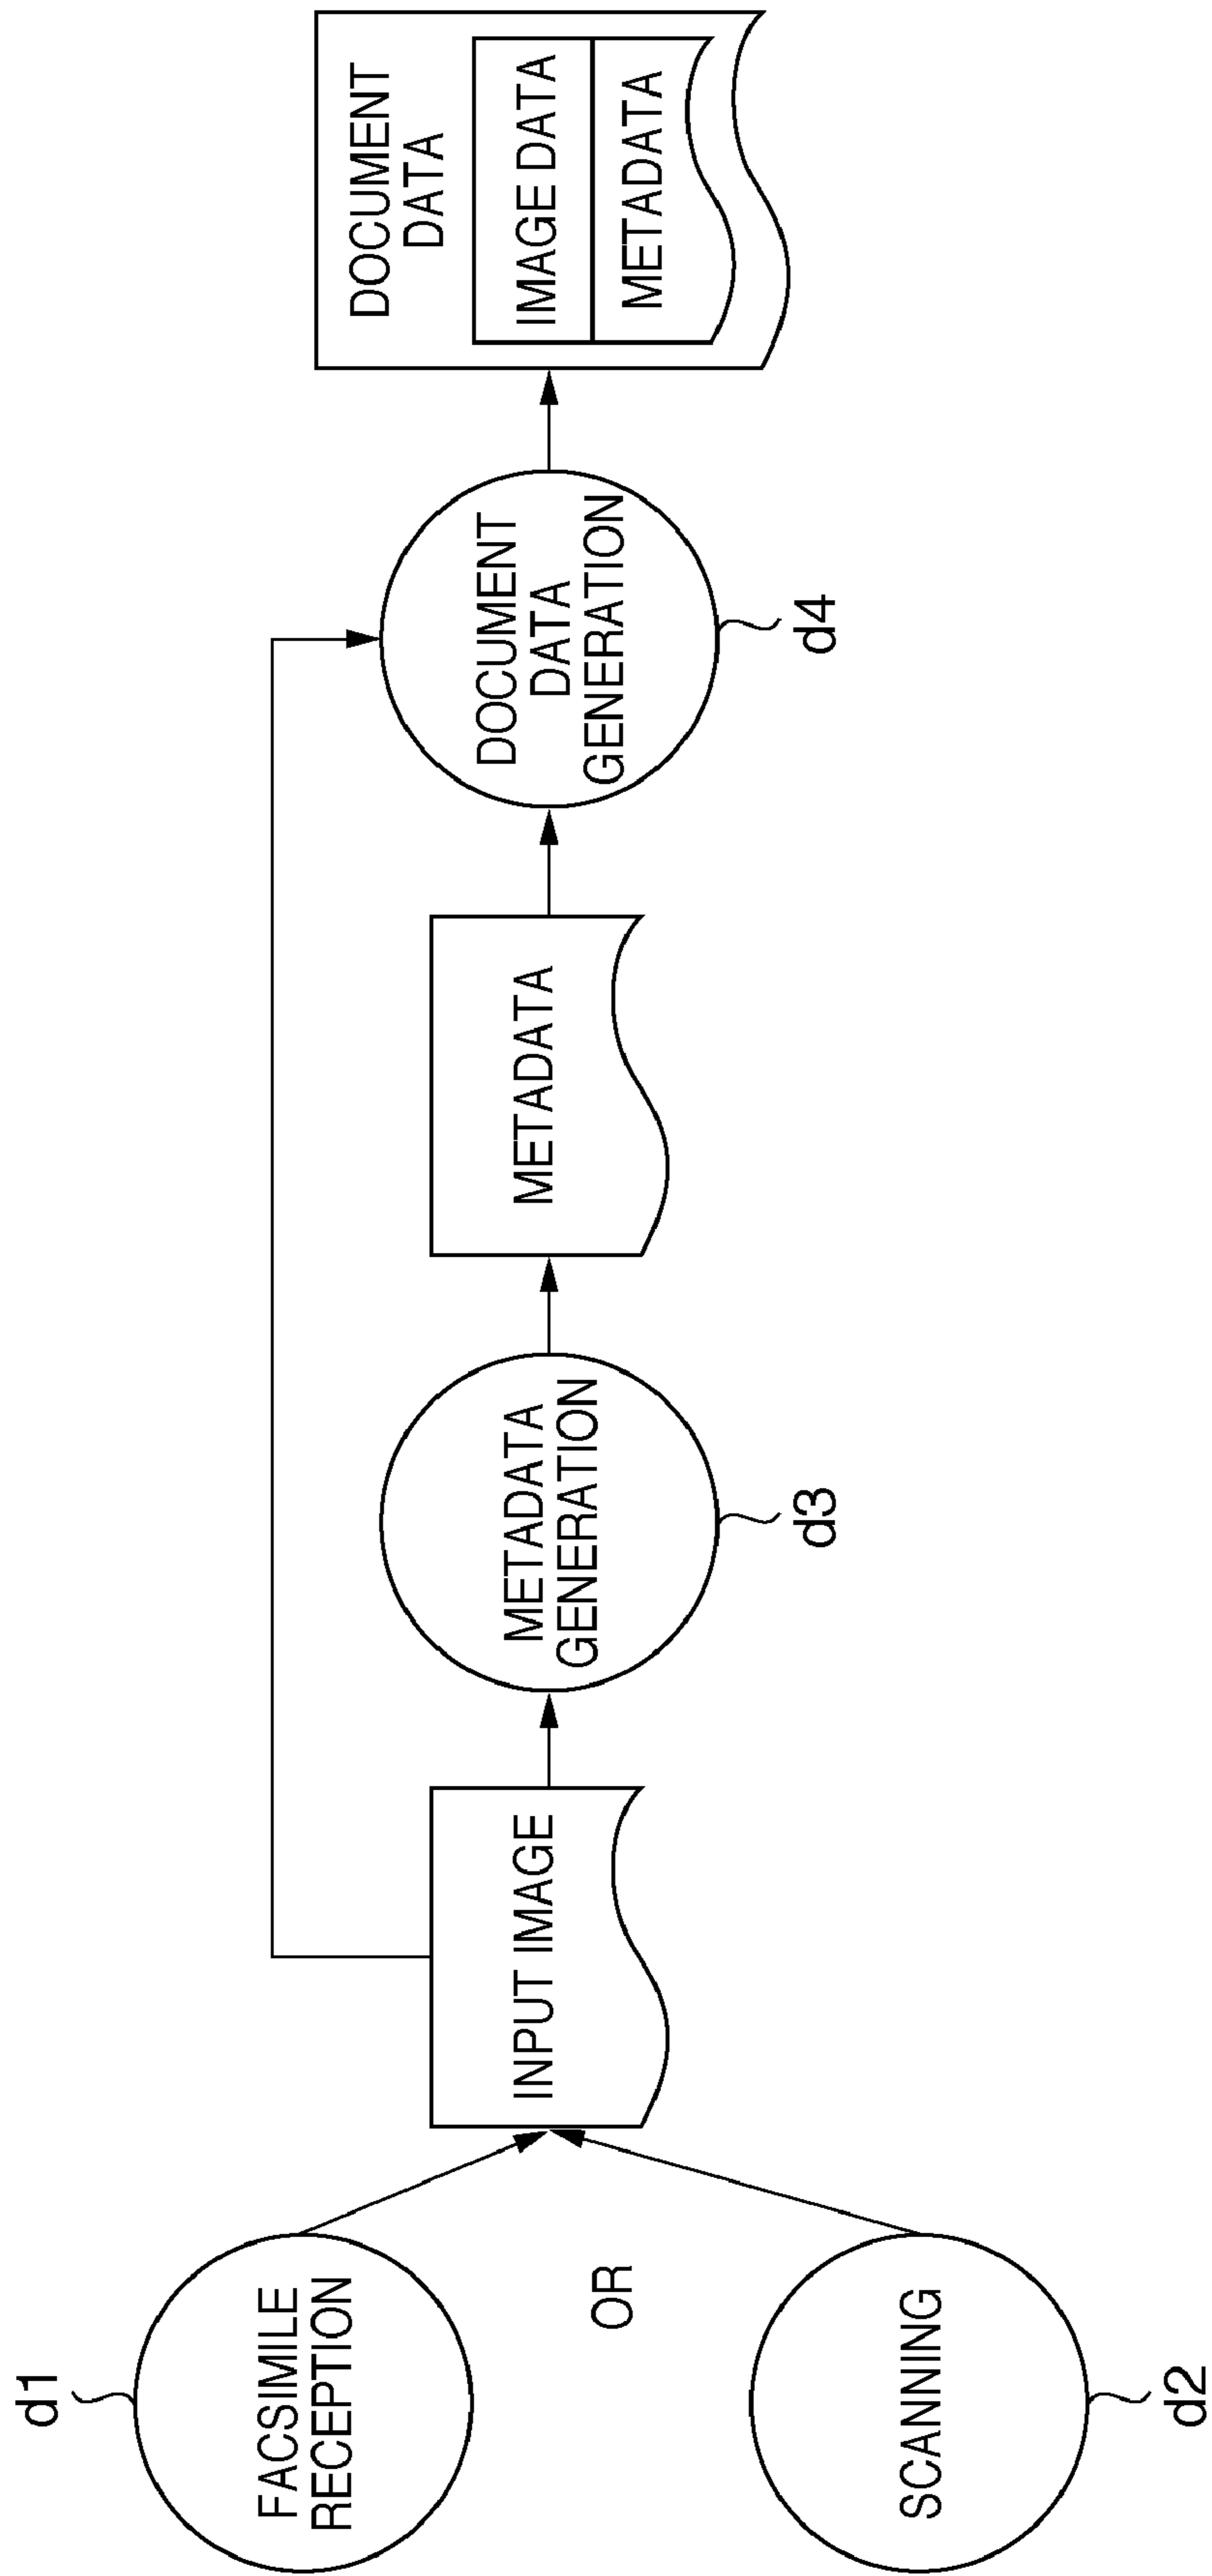 d1
FACSIMILE
RECEPTION
OR
SCANNING
d2
INPUT IMAGE
METADATA
GENERATION
d3
METADATA
DOCUMENT
DATA
GENERATION
d4
DOCUMENT
DATA
IMAGE DATA
METADATA